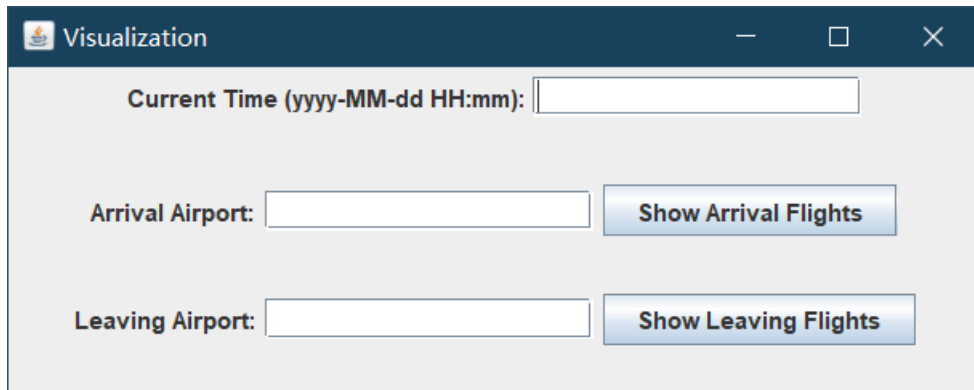 Visualization
Current Time (yyyy-MM-dd HH:mm):
Arrival Airport: Show Arrival Flights
Leaving Airport: Show Leaving Flights